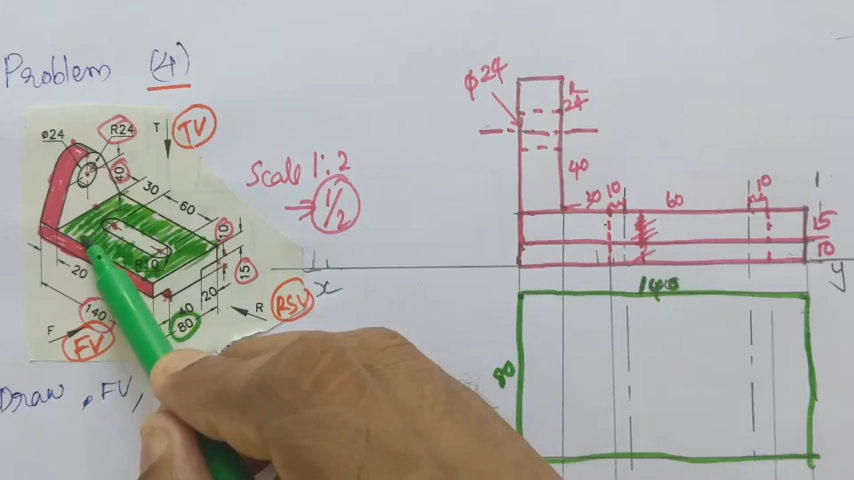 Problem (4)
ø24
R24
T
TV
40
30
60
10
15
R10
20
20
40
140
80
F
FV
R
RSV
Scale 1:2
1/2
Draw , FV,
φ24
R
24
40
30
10
60
10
15
10
x
y
140
80